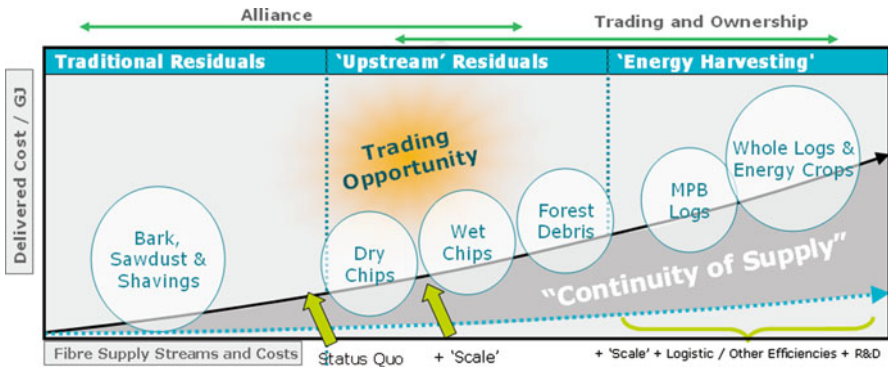 Alliance
Trading and Ownership
Traditional Residuals
‘Upstream’ Residuals
‘Energy Harvesting'
Delivered Cost / GJ
Trading
Opportunity
Bark,
Sawdust &
Shavings
Dry
Chips
Wet
Chips
Forest
Debris
MPB
Logs
Whole Logs &
Energy Crops
“Continuity of Supply”
Fibre Supply Streams and Costs
Status Quo
+ ‘Scale’
+ ‘Scale’ + Logistic / Other Efficiencies + R&D